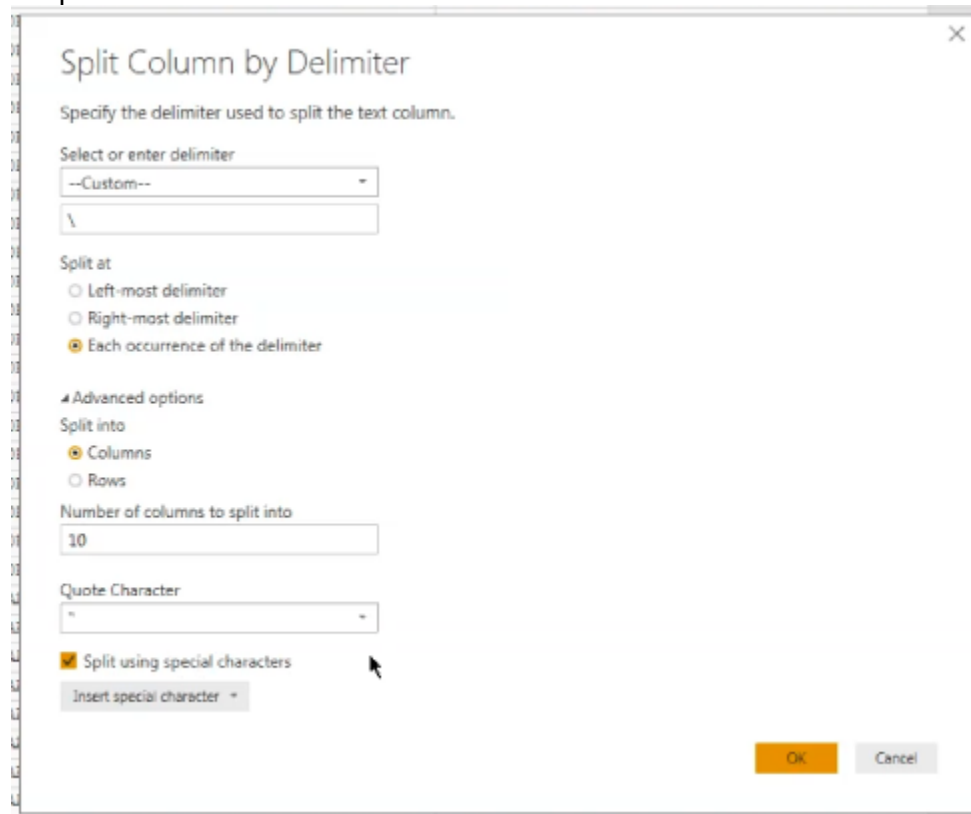 Split Column by Delimiter
Specify the delimiter used to split the text column.
Select or enter delimiter
--Custom--
\
Split at
Left-most delimiter
Right-most delimiter
Each occurrence of the delimiter
Advanced options
Split into
Columns
Rows
Number of columns to split into
10
Quote Character
"
Split using special characters
Insert special character
OK Cancel